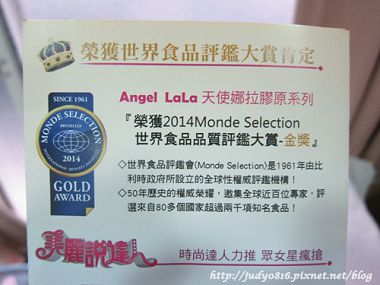 榮獲世界食品評鑑大賞肯定
SINCE 1961
MONDE SELECTION
BRUXELLES
2014
INTERNATIONAL QUALITY INSTITUTE
GOLD
AWARD
Angel LaLa 天使娜拉膠原系列
『榮獲2014Monde Selection
世界食品品質評鑑大賞-金獎』
◇世界食品評鑑會(Monde Selection)是1961年由比
利時政府所設立的全球性權威評鑑機構！
◇50年歷史的權威榮耀，邀集全球近百位專家，評
選來自80多個國家超過兩千項知名食品！
美麗說達人
時尚達人力推 眾女星瘋搶
http://judy0816.pixnet.net/blog